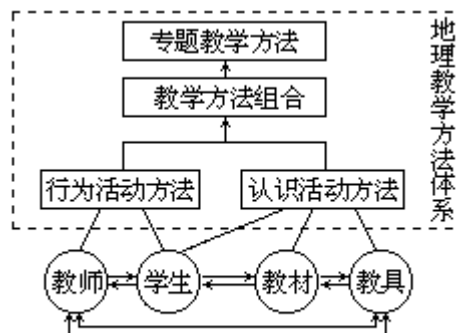 专题教学方法
教学方法组合
行为活动方法
认识活动方法
教师
学生
教材
教具
地理教学方法体系